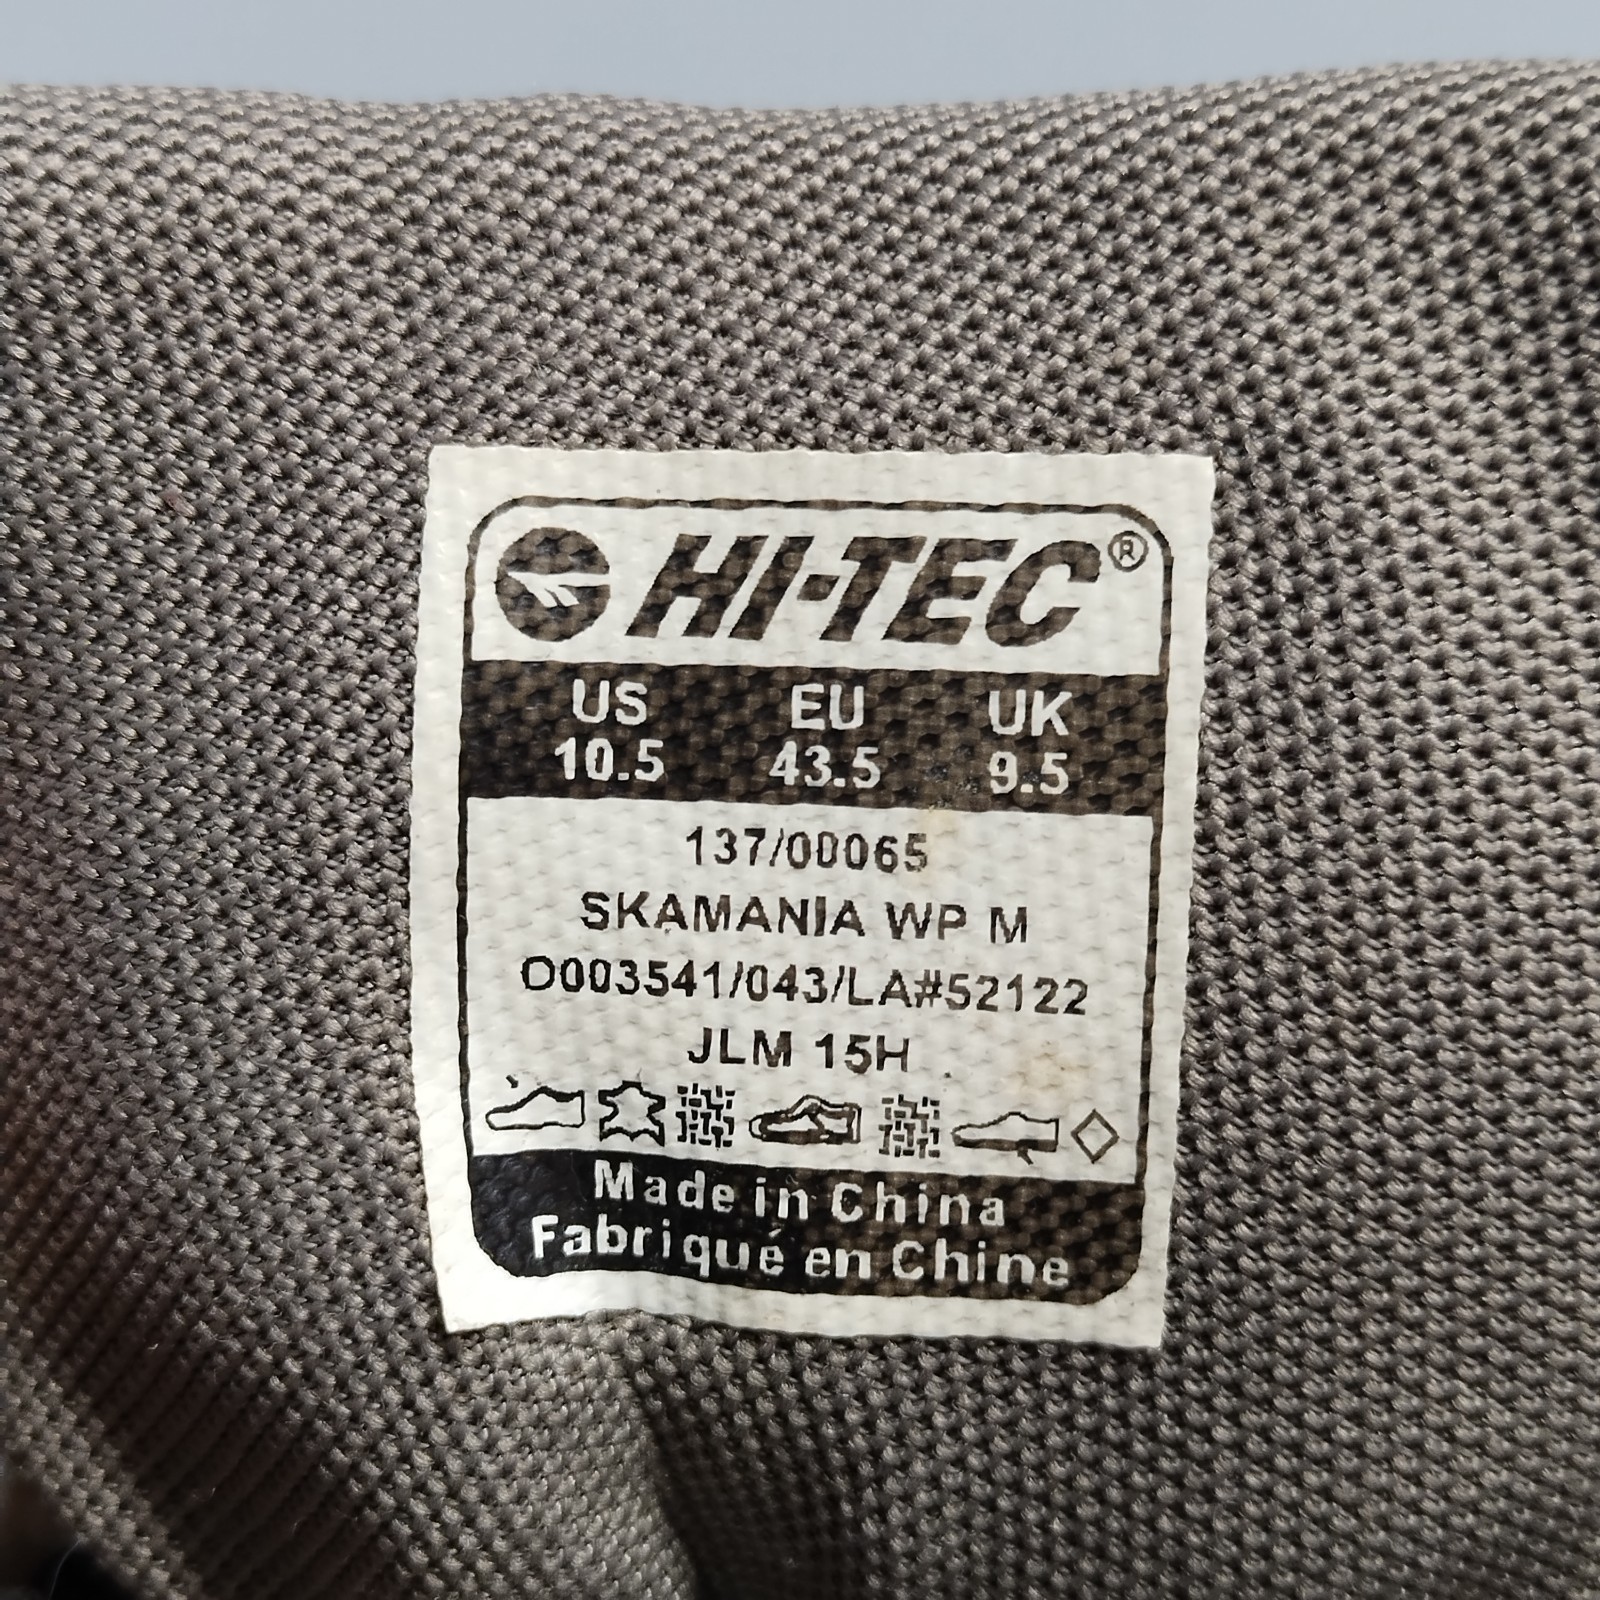 HI-TEC®
US EU UK
10.5 43.5 9.5
137/00065
SKAMANIA WP M
O003541/043/LA#52122
JLM 15H
Made in China
Fabriqué en Chine